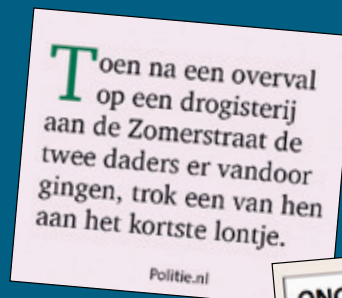 Toen na een overval
op een drogisterij
aan de Zomerstraat de
twee daders er vandoor
gingen, trok een van hen
aan het kortste lontje.
Politie.nl